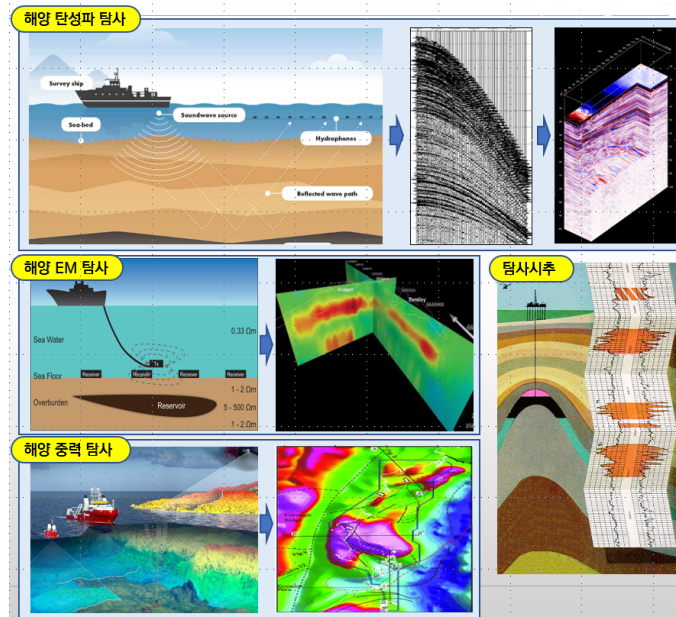 해양 탄성파 탐사
Survey ship
Soundwave source
Sea-bed
Hydrophones
Reflected wave path
해양 EM 탐사
탐사시추
Sea Water
0.33 Ωm
Tx
Sea Floor
Receiver
Receiver
Receiver
Receiver
1 - 2 Ωm
Overburden
Reservoir
5 - 500 Ωm
1 - 2 Ωm
Kraken
Bentley
해양 중력 탐사